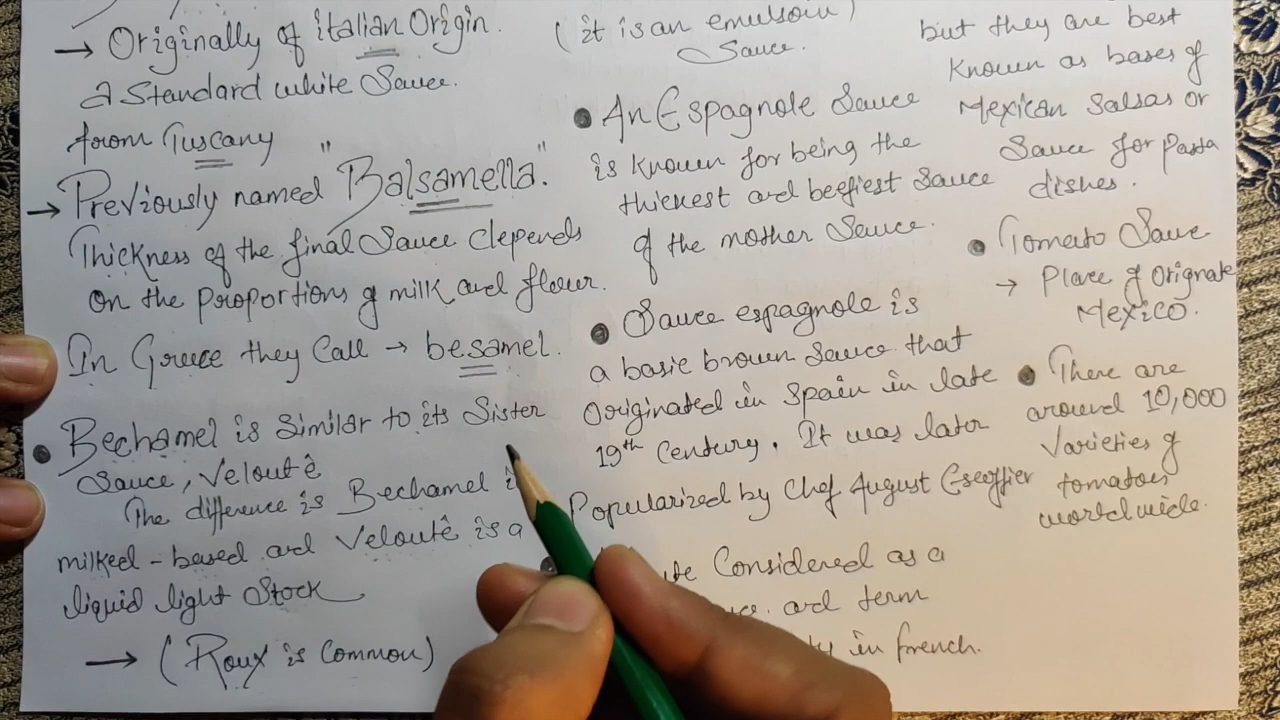 → Originally of italian Origin.
a Standard white Sauce.
from Tuscany
→ Previously named "Balsamella."
Thickness of the final Sauce depends
on the proportions of milk and flour.
In Greece they Call → besamel.
Bechamel is Similar to its Sister
Sauce, Veloutê
The difference is Bechamel
milked-based and Veloutê is a
liquid light Stock
→ (Roux is Common)
(it is an emulsoin)
Sauce.
• An Espagnole Sauce
is known for being the
thickest and beefiest Sauce
of the mother Sauce.
• Sauce espagnole is
a basic brown Sauce that
Originated in Spain in late
19th Century. It was later
Popularized by Chef August Escoffier
Considered as a
and term
in french.
but they are best
Known as bases of
Mexican Salsas or
Sauce for Pasta
dishes.
• Tomato Sauce
→ Place of Orignate
Mexico.
• There are
around 10,000
Varieties of
tomatoes
worldwide.